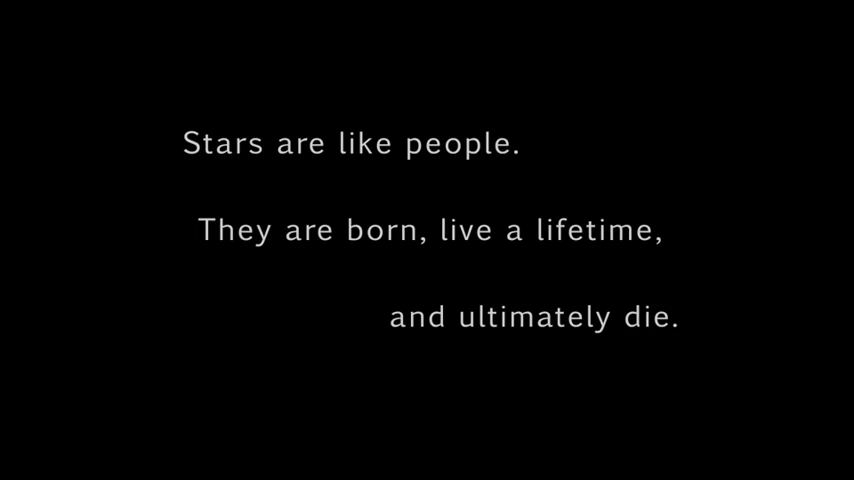 Stars are like people.
They are born, live a lifetime,
and ultimately die.